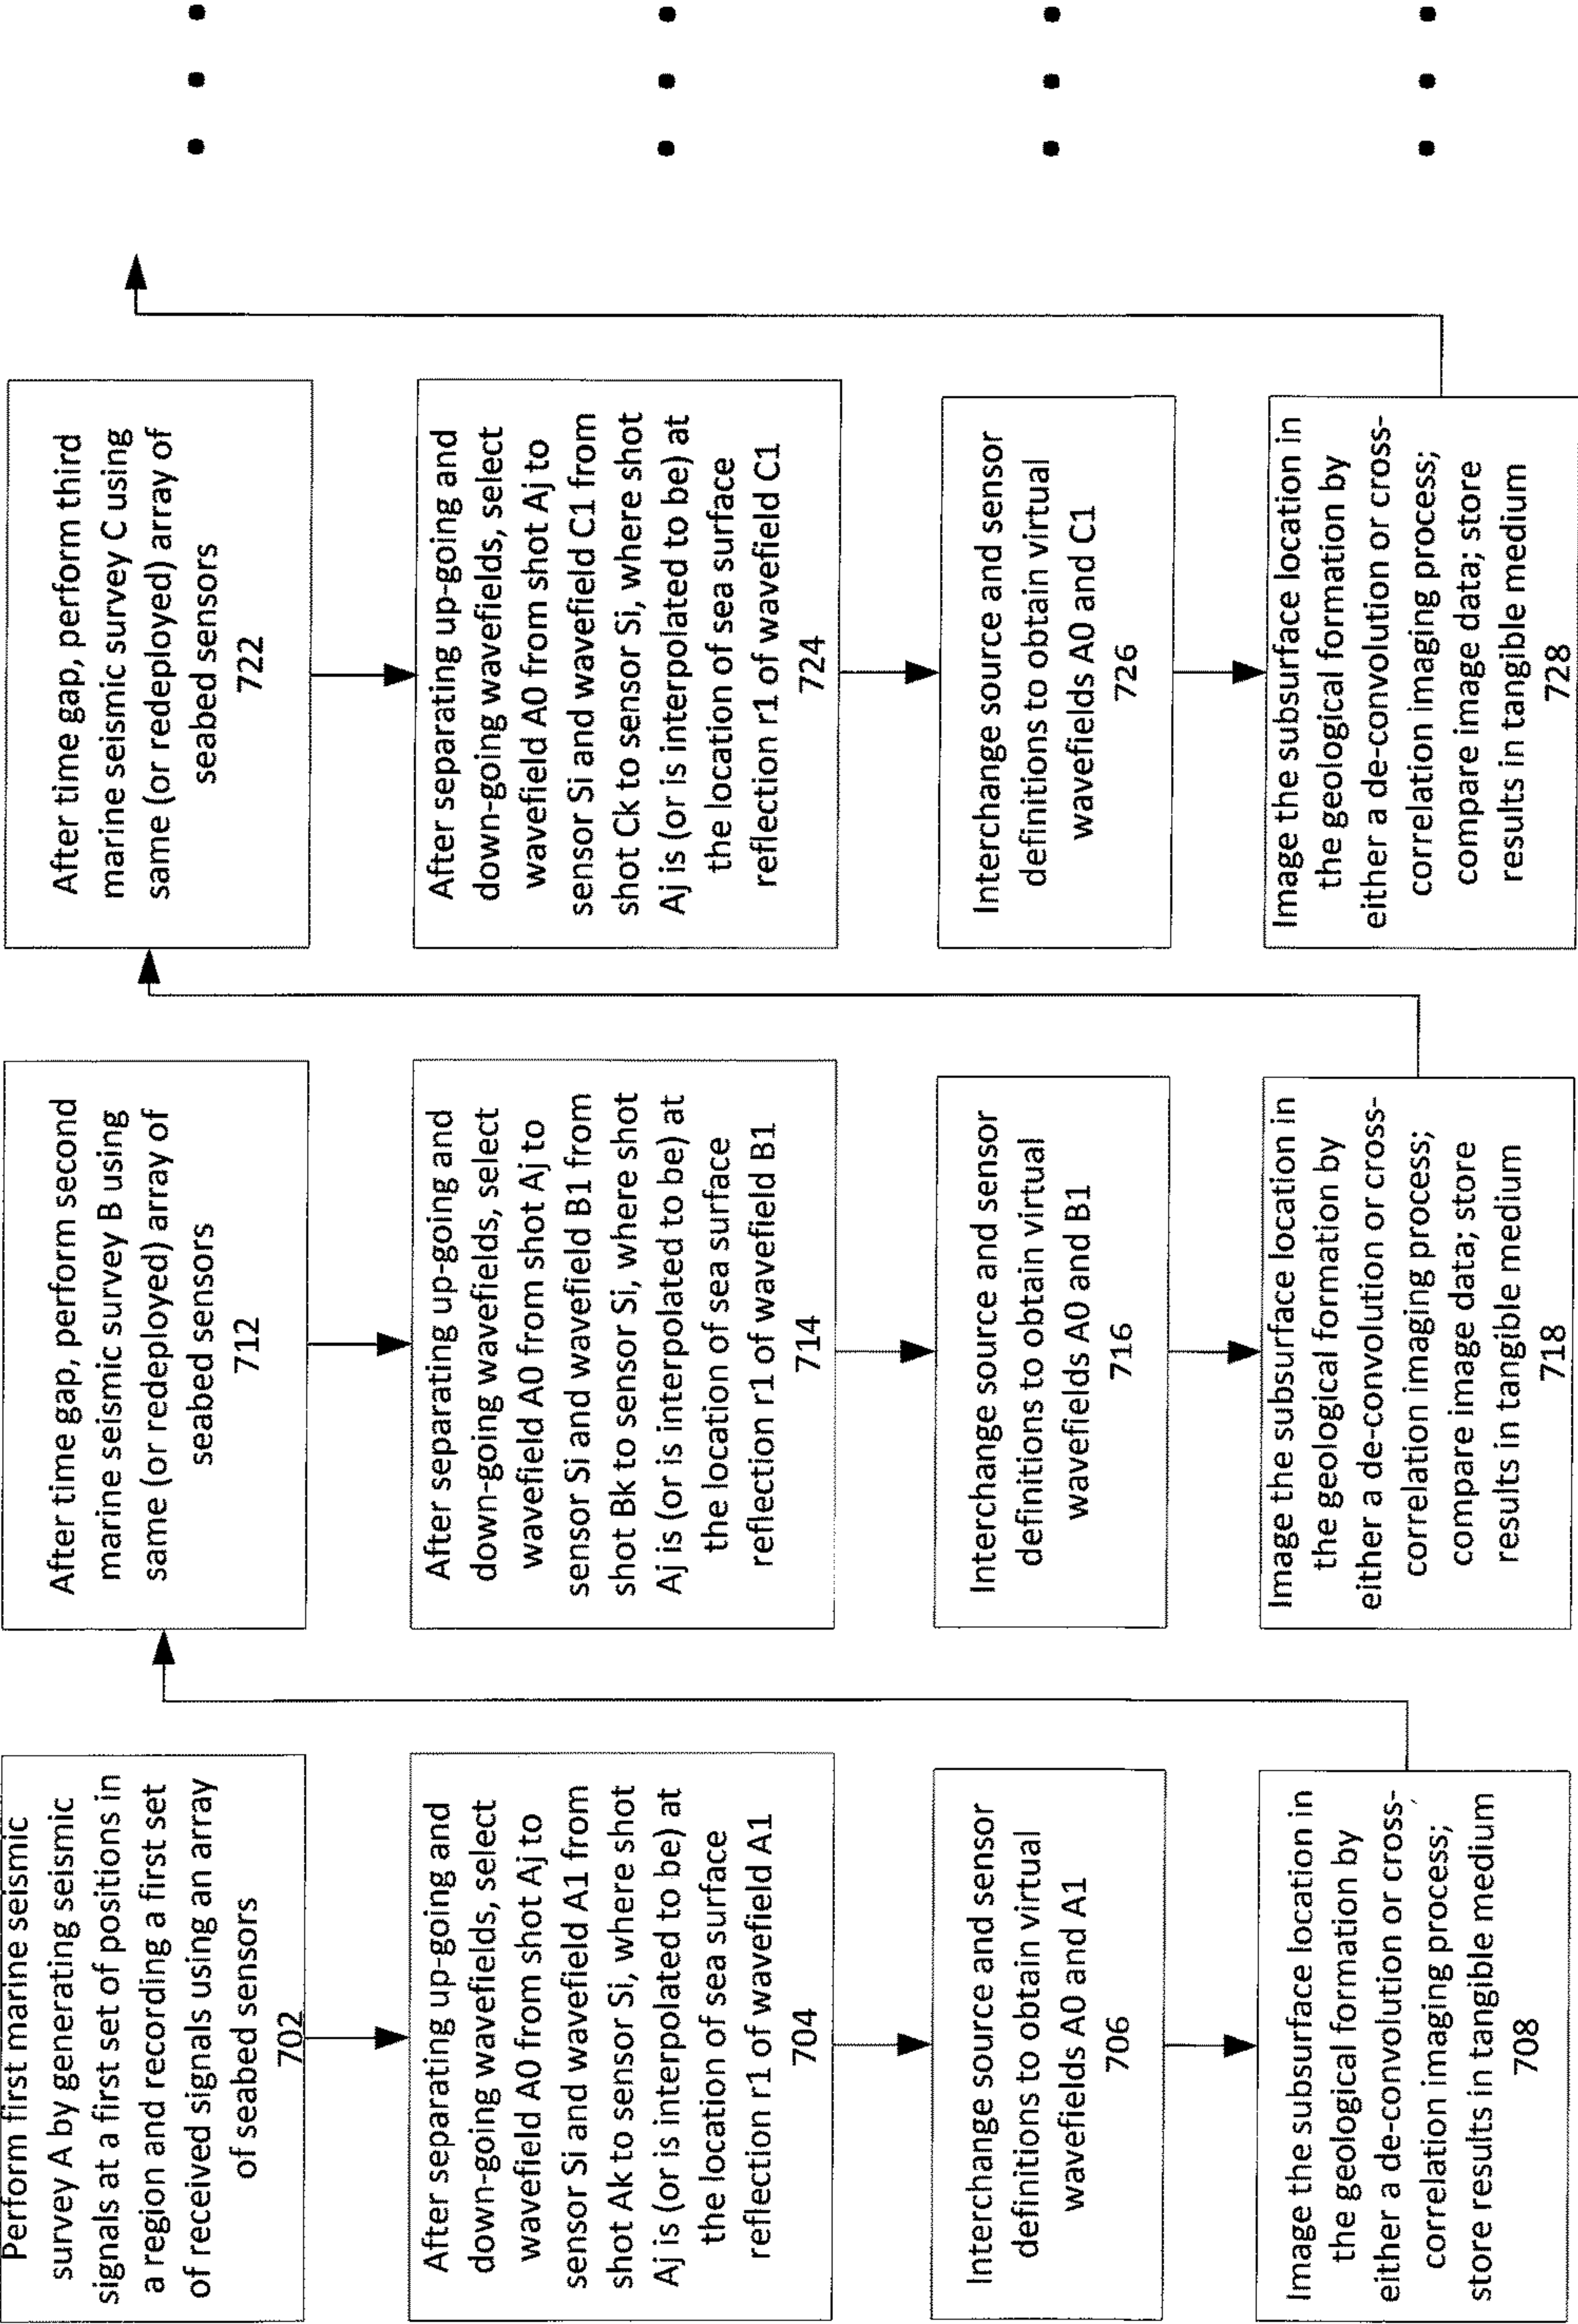 Perform first marine seismic
survey A by generating seismic
signals at a first set of positions in
a region and recording a first set
of received signals using an array
of seabed sensors
702
After separating up-going and
down-going wavefields, select
wavefield A0 from shot Aj to
sensor Si and wavefield A1 from
shot Ak to sensor Si, where shot
Aj is (or is interpolated to be) at
the location of sea surface
reflection r1 of wavefield A1
704
Interchange source and sensor
definitions to obtain virtual
wavefields A0 and A1
706
Image the subsurface location in
the geological formation by
either a de-convolution or cross-
correlation imaging process;
store results in tangible medium
708
After time gap, perform second
marine seismic survey B using
same (or redeployed) array of
seabed sensors
712
After separating up-going and
down-going wavefields, select
wavefield A0 from shot Aj to
sensor Si and wavefield B1 from
shot Bk to sensor Si, where shot
Aj is (or is interpolated to be) at
the location of sea surface
reflection r1 of wavefield B1
714
Interchange source and sensor
definitions to obtain virtual
wavefields A0 and B1
716
Image the subsurface location in
the geological formation by
either a de-convolution or cross-
correlation imaging process;
compare image data; store
results in tangible medium
718
After time gap, perform third
marine seismic survey C using
same (or redeployed) array of
seabed sensors
722
After separating up-going and
down-going wavefields, select
wavefield A0 from shot Aj to
sensor Si and wavefield C1 from
shot Ck to sensor Si, where shot
Aj is (or is interpolated to be) at
the location of sea surface
reflection r1 of wavefield C1
724
Interchange source and sensor
definitions to obtain virtual
wavefields A0 and C1
726
Image the subsurface location in
the geological formation by
either a de-convolution or cross-
correlation imaging process;
compare image data; store
results in tangible medium
728